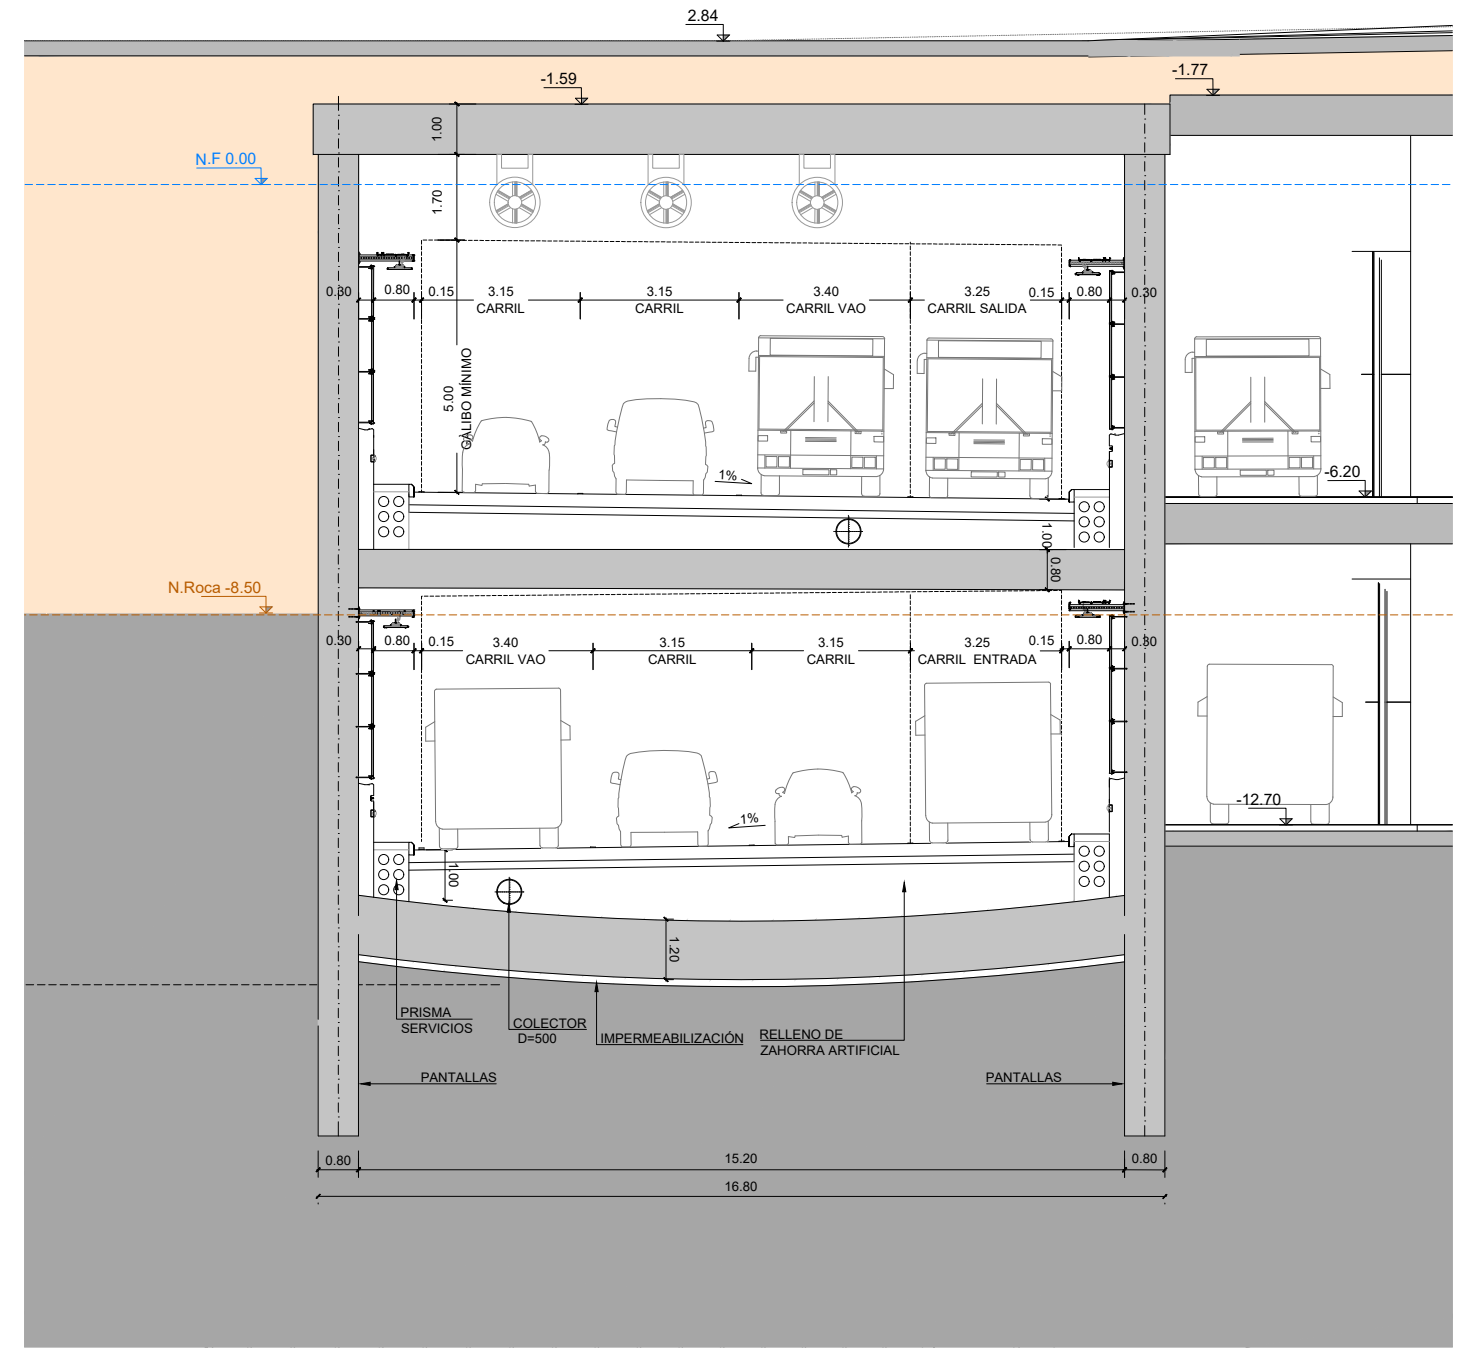 2.84
-1.59
-1.77
1.00
N.F 0.00
1.70
0.30 0.80 0.15 3.15 3.15 3.40 3.25 0.15 0.80 0.30
CARRIL CARRIL CARRIL VAO CARRIL SALIDA
5.00
GÁLIBO MÍNIMO
1%
-6.20
1.00
0.80
N.Roca -8.50
0.30 0.80 0.15 3.40 3.15 3.15 3.25 0.15 0.80 0.30
CARRIL VAO CARRIL CARRIL CARRIL ENTRADA
-12.70
1%
1.00
1.20
PRISMA
SERVICIOS
COLECTOR
D=500
IMPERMEABILIZACIÓN
RELLENO DE
ZAHORRA ARTIFICIAL
PANTALLAS PANTALLAS
0.80 15.20 0.80
16.80